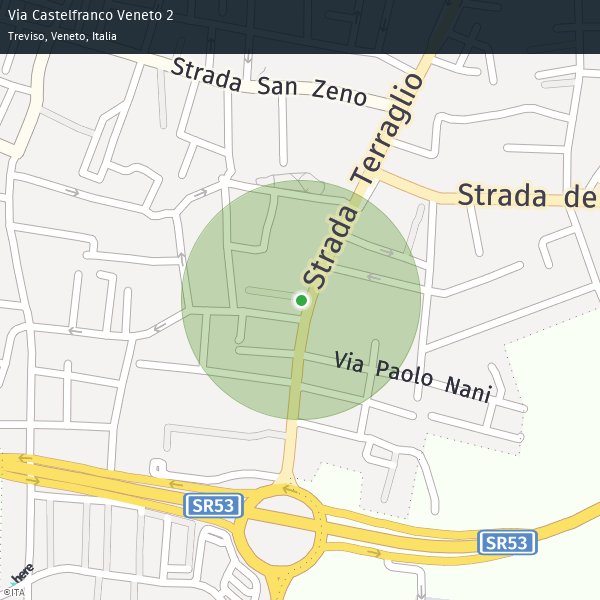 Via Castelfranco Veneto 2
Treviso, Veneto, Italia
Strada San Zeno
Strada Terraglio
Strada de
Via Paolo Nani
SR53
SR53
here
©ITA